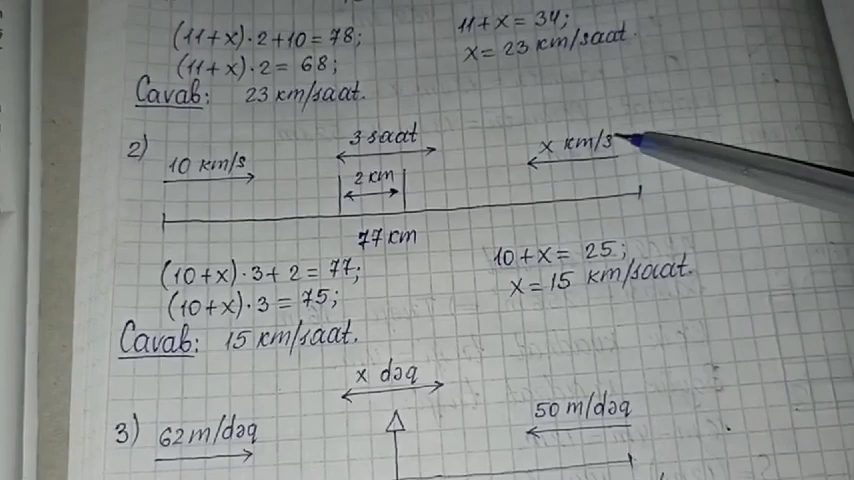 (11+x)·2+10=78;
11+x=34;
(11+x)·2=68;
x=23 km/saat.
Cavab: 23 km/saat.
2)
10 km/s
3 saat
x km/s
2 km
77 km
(10+x)·3+2=77;
10+x=25;
(10+x)·3=75;
x=15 km/saat.
Cavab: 15 km/saat.
x dəq
3) 62 m/dəq
50 m/dəq